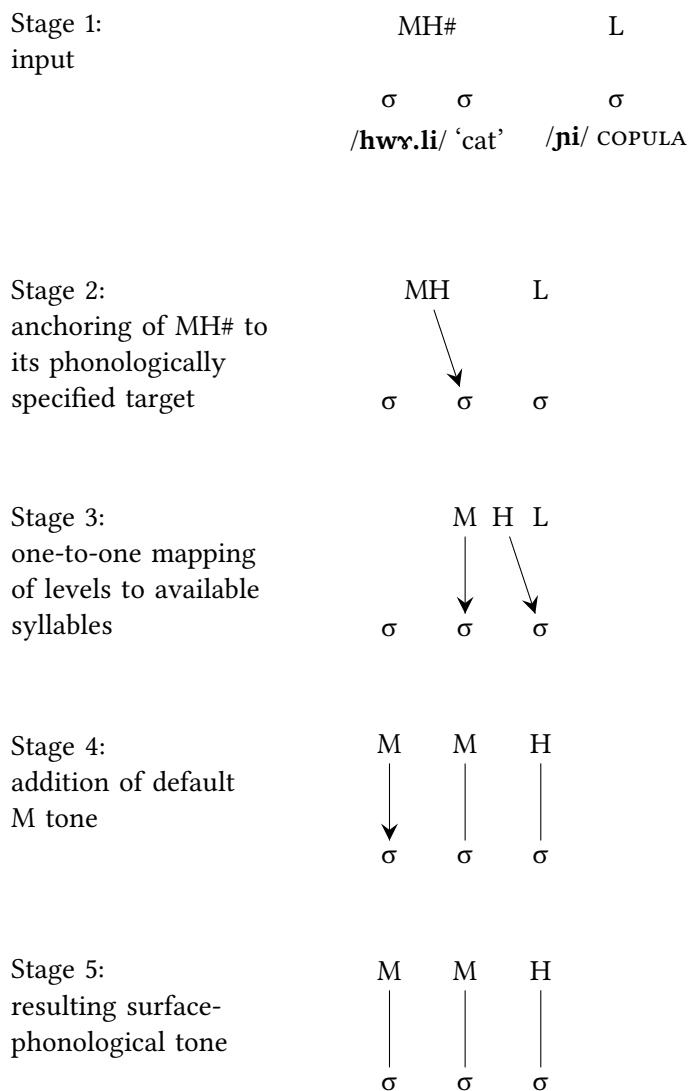 Stage 1: MH# L
input
σ σ σ
/hwɤ.li/ ‘cat’ /ɲi/ COPULA
Stage 2: MH L
anchoring of MH# to
its phonologically
specified target σ σ σ
Stage 3: M H L
one-to-one mapping
of levels to available
syllables σ σ σ
Stage 4: M M H
addition of default
M tone
σ σ σ
Stage 5: M M H
resulting surface-
phonological tone
σ σ σ